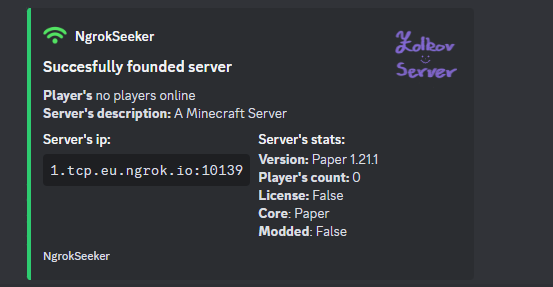 NgrokSeeker
Żolkov
Server
Succesfully founded server
Player's no players online
Server's description: A Minecraft Server
Server's ip:
1.tcp.eu.ngrok.io:10139
Server's stats:
Version: Paper 1.21.1
Player's count: 0
License: False
Core: Paper
Modded: False
NgrokSeeker